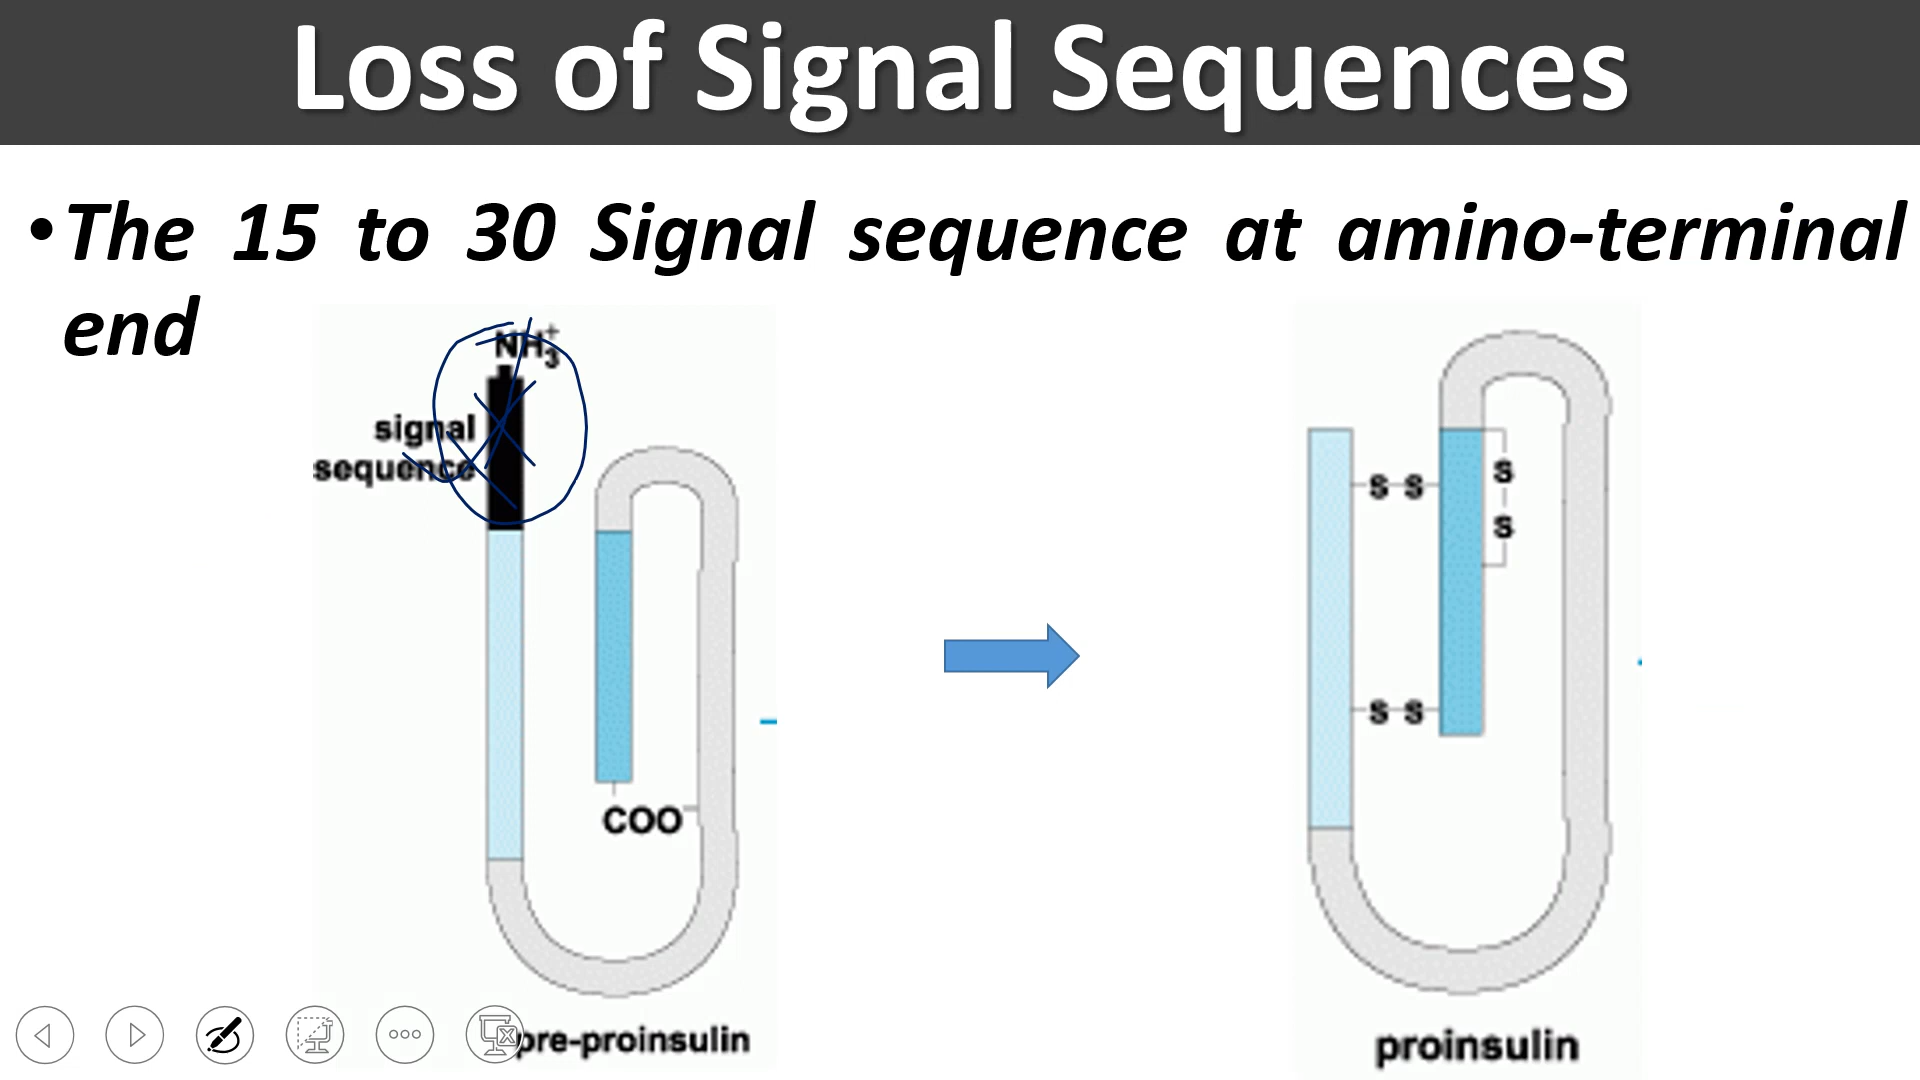 Loss of Signal Sequences
•The 15 to 30 Signal sequence at amino-terminal
end
NH3+
signal
sequence
COO-
pre-proinsulin
S S
S
S
S S
proinsulin